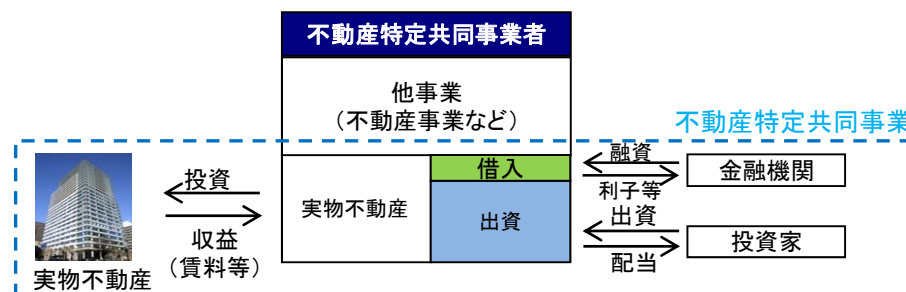 不動産特定共同事業者
他事業
（不動産事業など）
不動産特定共同事業
投資
収益
（賃料等）
実物不動産
実物不動産
借入
出資
融資
利子等
出資
配当
金融機関
投資家